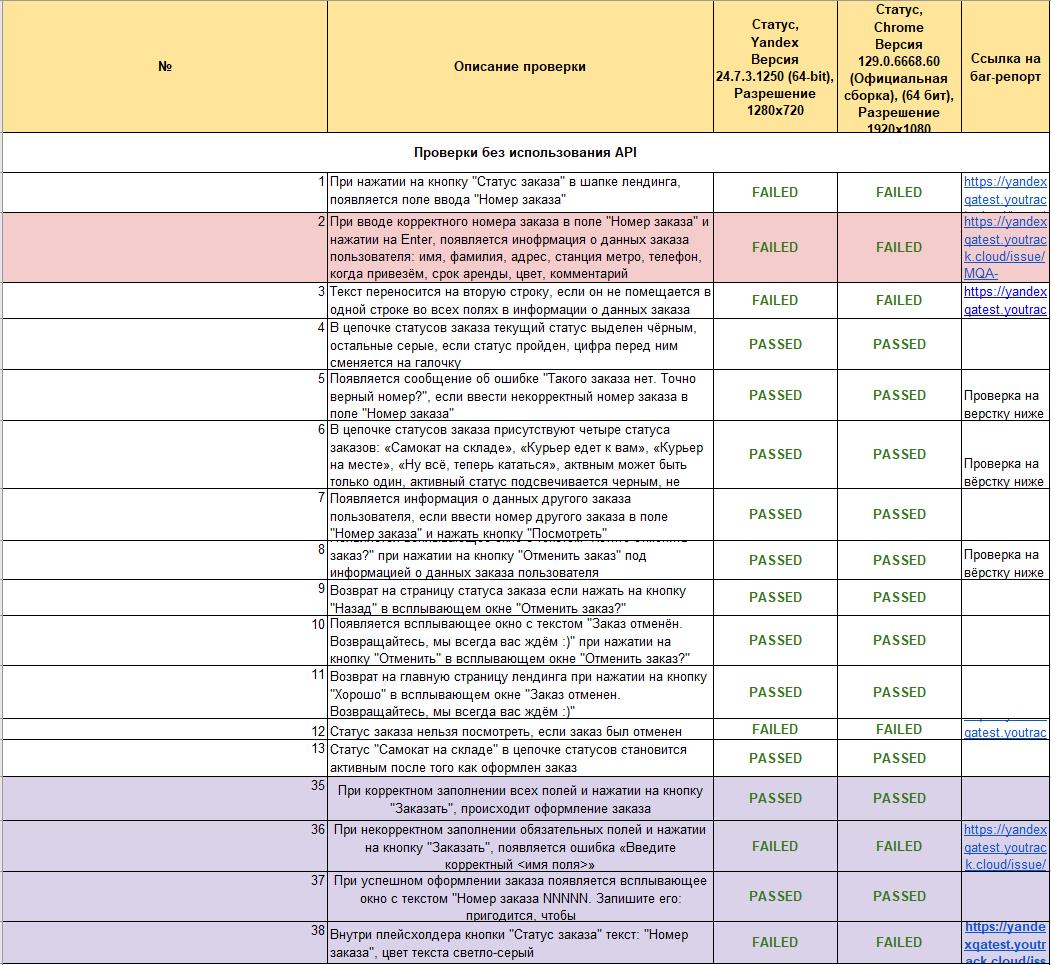 №
Описание проверки
Статус,
Yandex
Версия
24.7.3.1250 (64-bit),
Разрешение
1280x720
Статус,
Chrome
Версия
129.0.6668.60
(Официальная
сборка), (64 бит),
Разрешение
1920x1080
Ссылка на
баг-репорт
Проверки без использования API
1
При нажатии на кнопку "Статус заказа" в шапке лендинга,
появляется поле ввода "Номер заказа"
FAILED
FAILED
https://yandex
qatest.youtrac
2
При вводе корректного номера заказа в поле "Номер заказа" и
нажатии на Enter, появляется инофрмация о данных заказа
пользователя: имя, фамилия, адрес, станция метро, телефон,
когда привезём, срок аренды, цвет, комментарий
FAILED
FAILED
https://yandex
qatest.youtrac
k.cloud/issue/
MQA-
3
Текст переносится на вторую строку, если он не помещается в
одной строке во всех полях в информации о данных заказа
FAILED
FAILED
https://yandex
qatest.youtrac
4
В цепочке статусов заказа текущий статус выделен чёрным,
остальные серые, если статус пройден, цифра перед ним
сменяется на галочку
PASSED
PASSED
5
Появляется сообщение об ошибке "Такого заказа нет. Точно
верный номер?", если ввести некорректный номер заказа в
поле "Номер заказа"
PASSED
PASSED
Проверка на
верстку ниже
6
В цепочке статусов заказа присутствуют четыре статуса
заказов: «Самокат на складе», «Курьер едет к вам», «Курьер
на месте», «Ну всё, теперь кататься», актвным может быть
только один, активный статус подсвечивается черным, не
PASSED
PASSED
Проверка на
вёрстку ниже
7
Появляется информация о данных другого заказа
пользователя, если ввести номер другого заказа в поле
"Номер заказа" и нажать кнопку "Посмотреть"
PASSED
PASSED
8
заказ?" при нажатии на кнопку "Отменить заказ" под
информацией о данных заказа пользователя
PASSED
PASSED
Проверка на
вёрстку ниже
9
Возврат на страницу статуса заказа если нажать на кнопку
"Назад" в всплывающем окне "Отменить заказ?"
PASSED
PASSED
10
Появляется всплывающее окно с текстом "Заказ отменён.
Возвращайтесь, мы всегда вас ждём :)" при нажатии на
кнопку "Отменить" в всплывающем окне "Отменить заказ?"
PASSED
PASSED
11
Возврат на главную страницу лендинга при нажатии на кнопку
"Хорошо" в всплывающем окне "Заказ отменен.
Возвращайтесь, мы всегда вас ждём :)"
PASSED
PASSED
12
Статус заказа нельзя посмотреть, если заказ был отменен
FAILED
FAILED
qatest.youtrac
13
Статус "Самокат на складе" в цепочке статусов становится
активным после того как оформлен заказ
PASSED
PASSED
35
При корректном заполнении всех полей и нажатии на кнопку
"Заказать", происходит оформление заказа
PASSED
PASSED
36
При некорректном заполнении обязательных полей и нажатии
на кнопку "Заказать", появляется ошибка «Введите
корректный <имя поля>»
FAILED
FAILED
https://yandex
qatest.youtrac
k.cloud/issue/
37
При успешном оформлении заказа появляется всплывающее
окно с текстом "Номер заказа NNNNN. Запишите его:
пригодится, чтобы
PASSED
PASSED
38
Внутри плейсхолдера кнопки "Статус заказа" текст: "Номер
заказа", цвет текста светло-серый
FAILED
FAILED
https://yande
xqatest.youtr
ack.cloud/iss